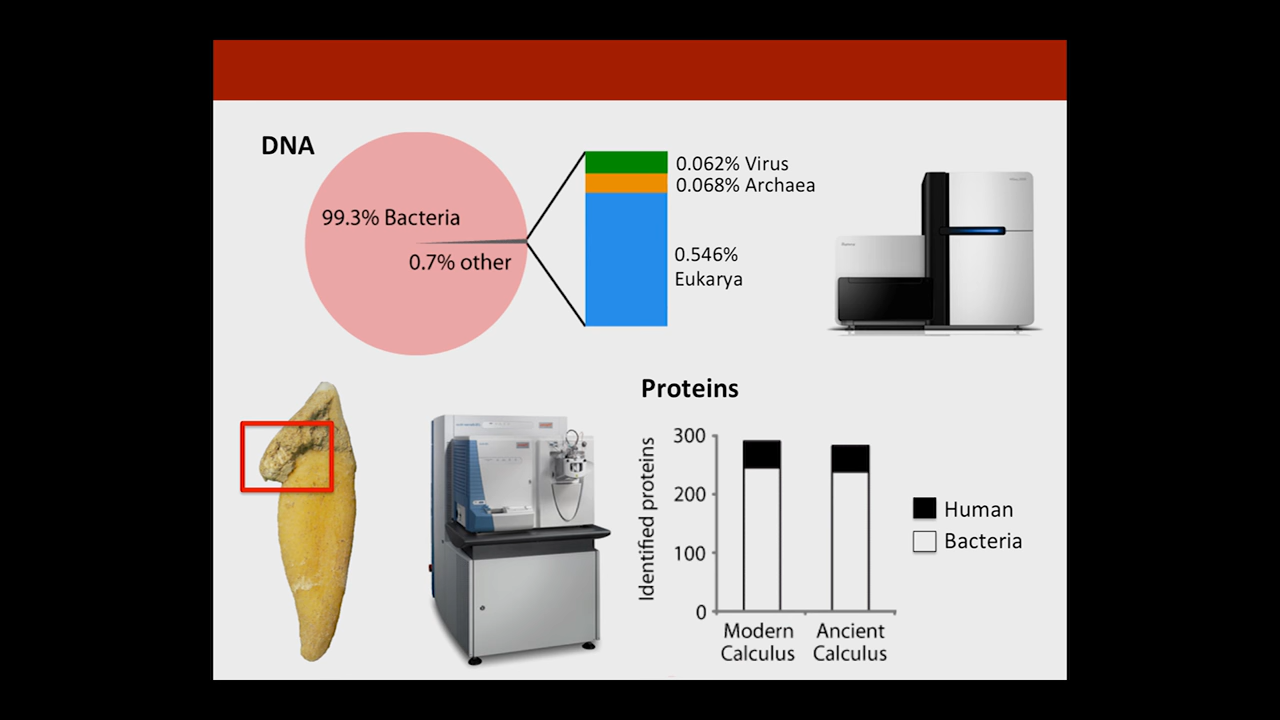 DNA
99.3% Bacteria
0.7% other
0.062% Virus
0.068% Archaea
0.546%
Eukarya
Proteins
Identified proteins
300
200
100
0
Modern
Calculus
Ancient
Calculus
Human
Bacteria